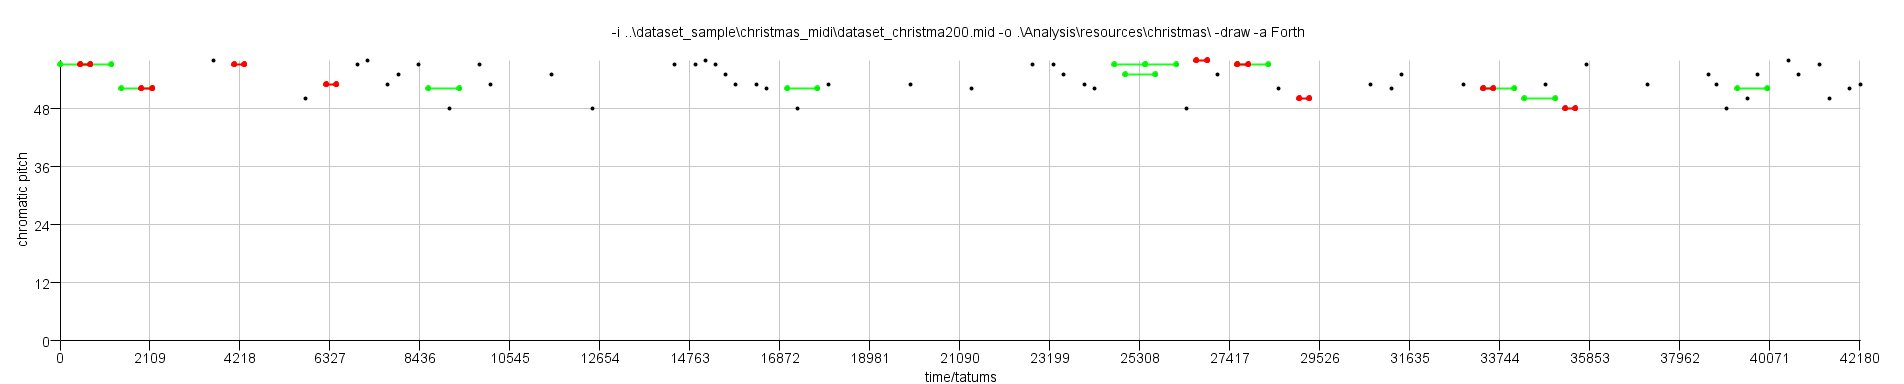 -i ..\dataset_sample\christmas_midi\dataset_christma200.mid -o .\Analysis\resources\christmas\ -draw -a Forth
chromatic pitch
48
36
24
12
0
0 2109 4218 6327 8436 10545 12654 14763 16872 18981 21090 23199 25308 27417 29526 31635 33744 35853 37962 40071 42180
time/tatums